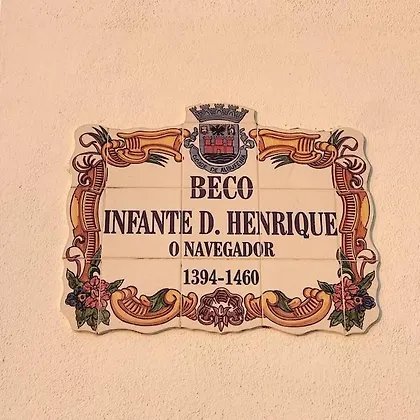 BECO
INFANTE D. HENRIQUE
O NAVEGADOR
1394-1460